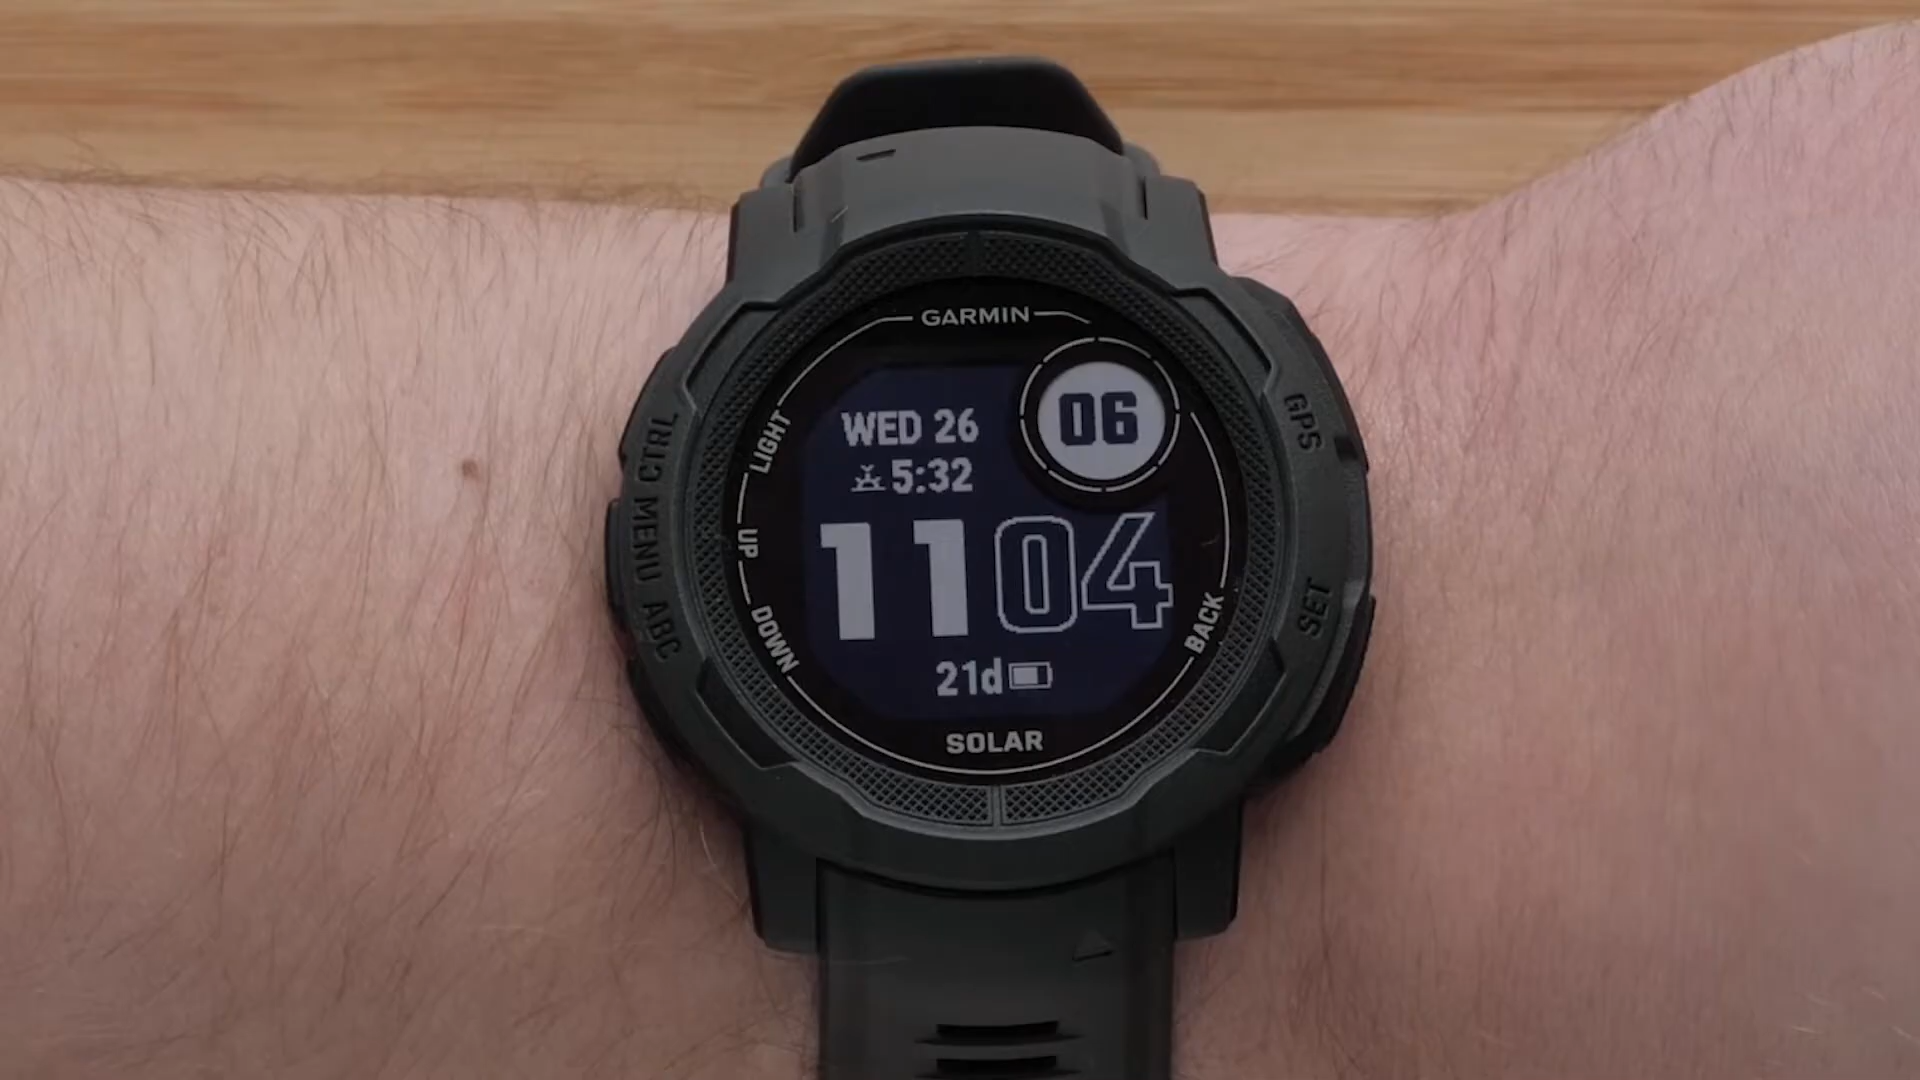 GARMIN
WED 26
06
5:32
1104
21d
SOLAR
LIGHT
UP
DOWN
BACK
CTRL
MENU
ABC
GPS
SET